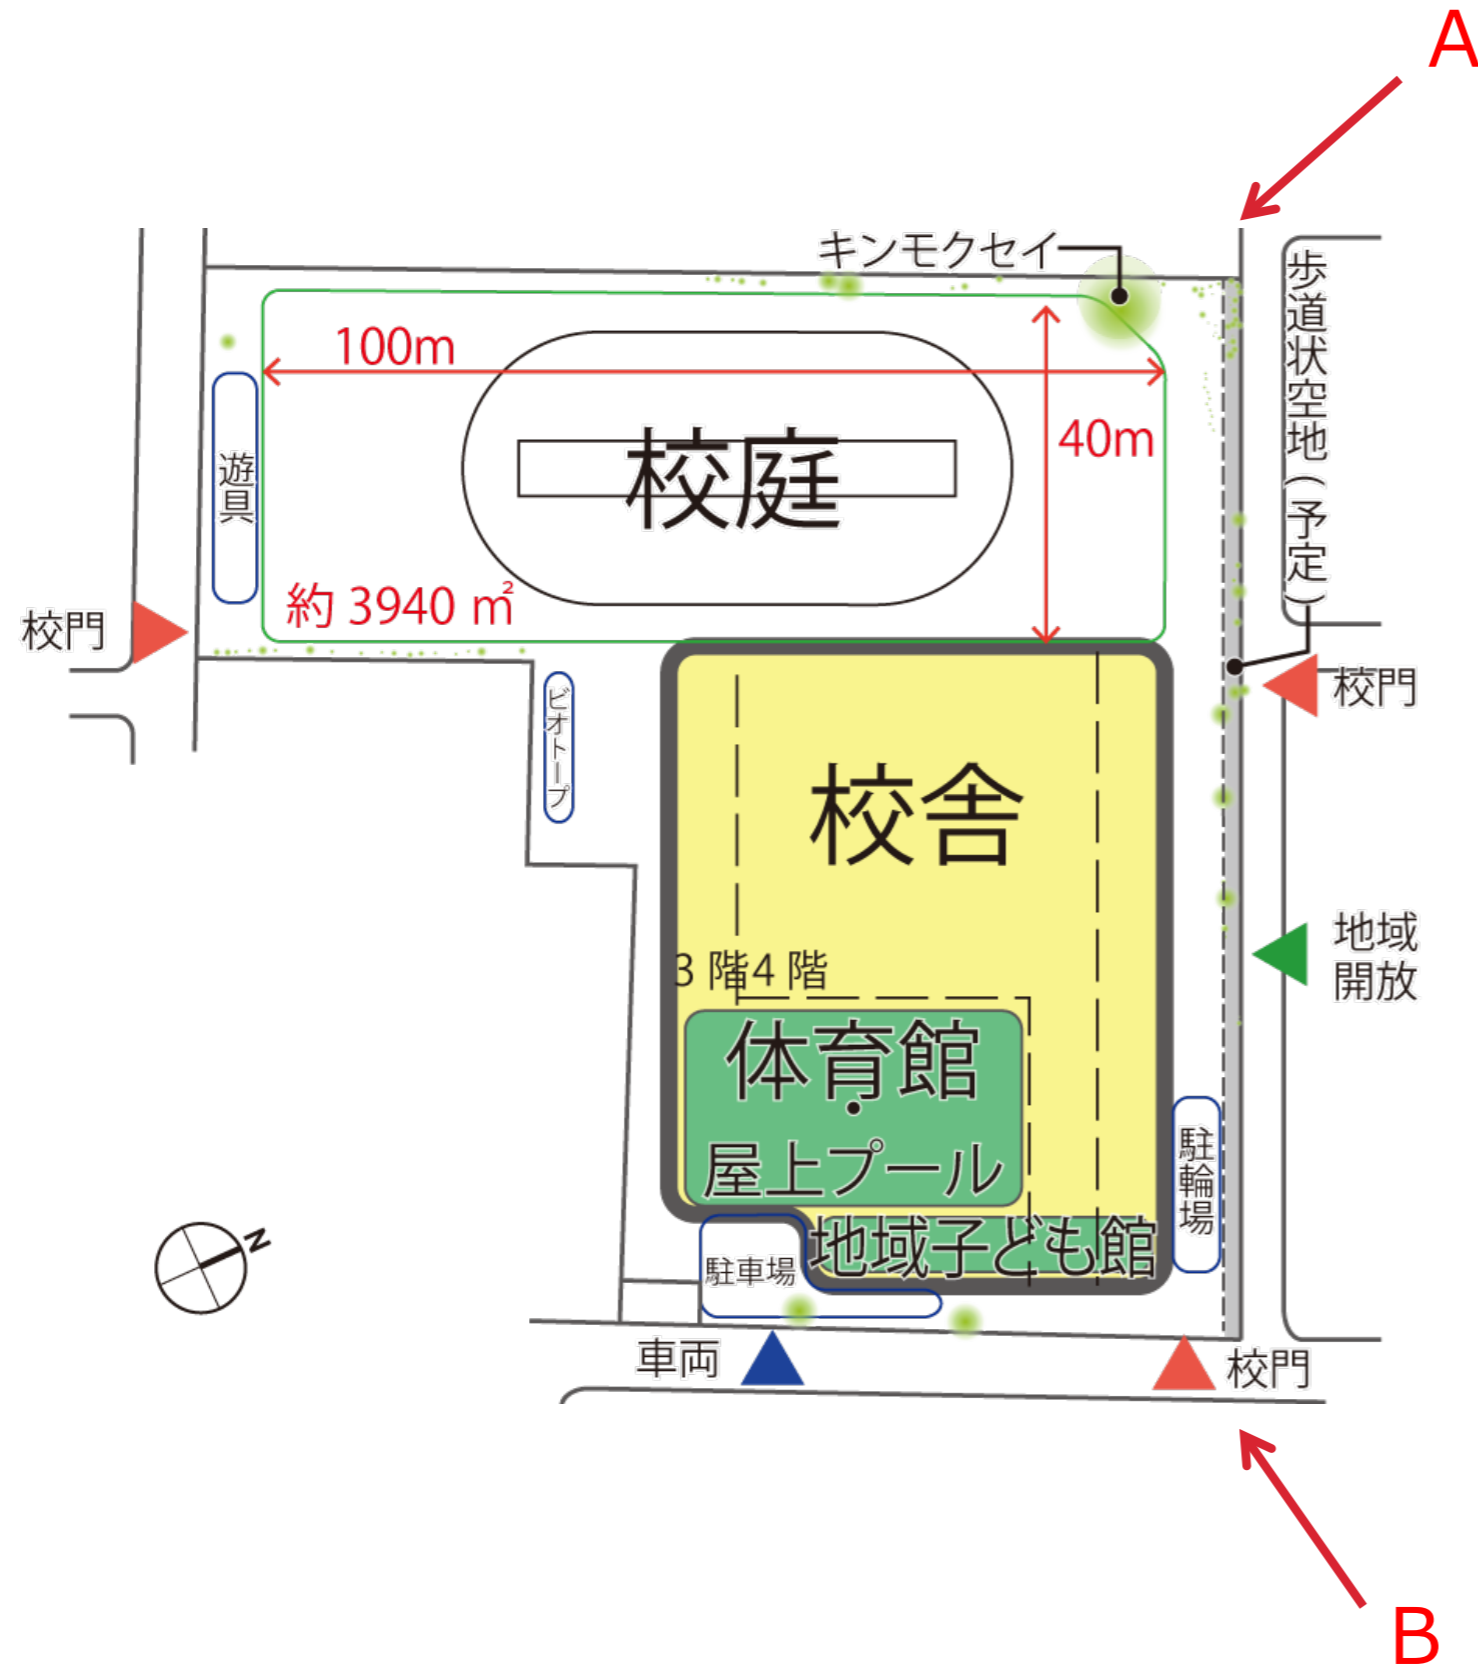 A
キンモクセイ
歩道状空地(予定)
100m
40m
校庭
遊具
約 3940 ㎡
校門
校門
ビオトープ
校舎
地域
開放
3 階4 階
体育館
・
屋上プール
駐輪場
地域子ども館
駐車場
N
車両
校門
B